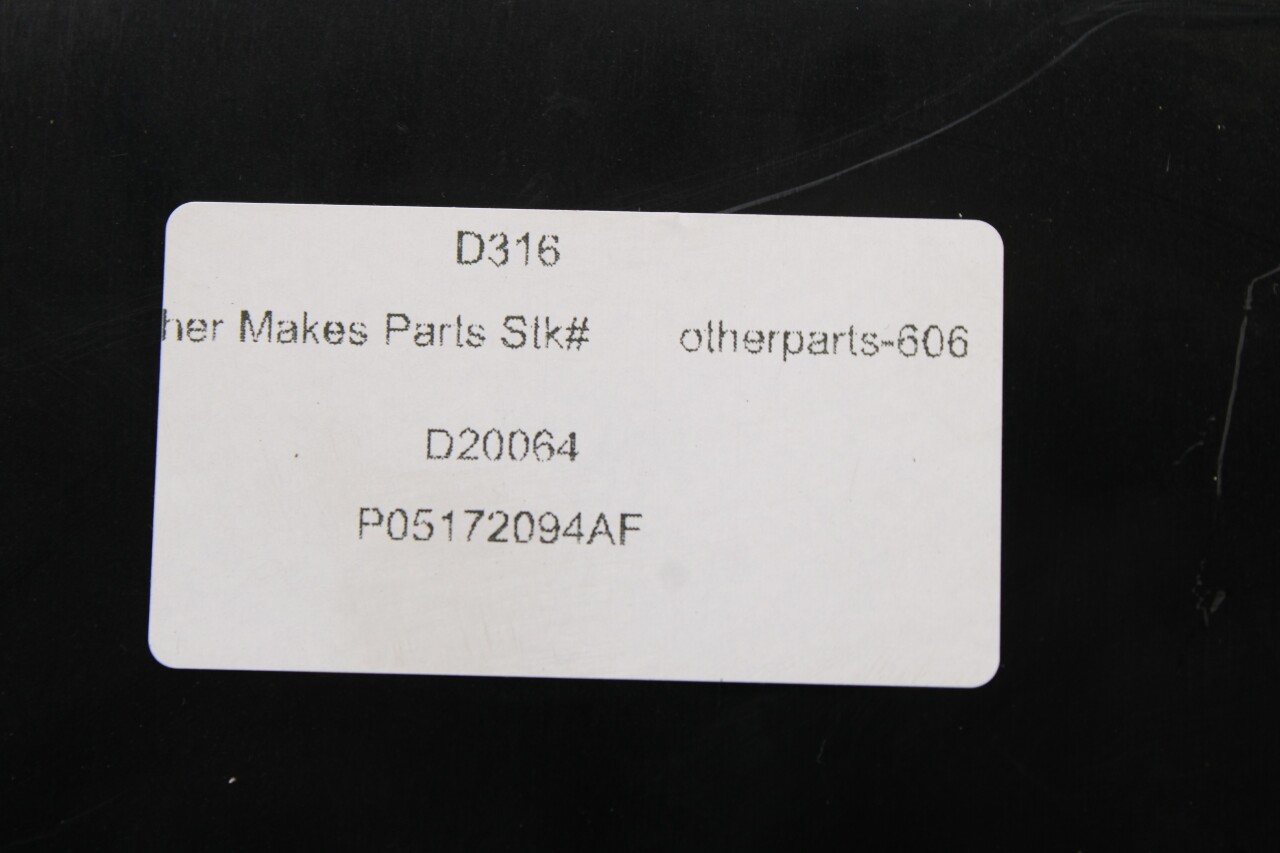 D316
her Makes Parts Stk# otherparts-606
D20064
P05172094AF